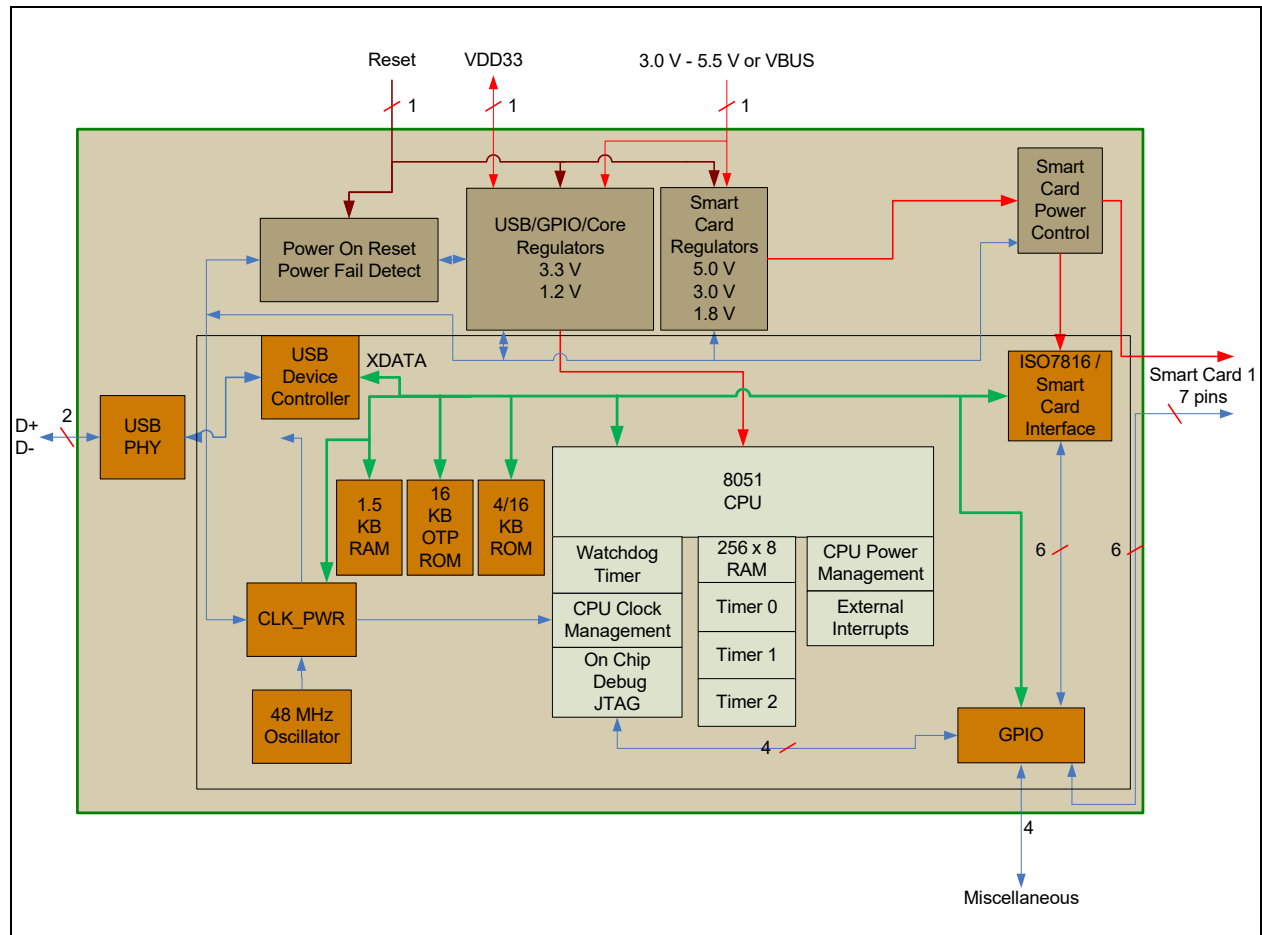 Reset
VDD33
3.0 V - 5.5 V or VBUS
1
1
1
Power On Reset
Power Fail Detect
USB/GPIO/Core
Regulators
3.3 V
1.2 V
Smart
Card
Regulators
5.0 V
3.0 V
1.8 V
Smart
Card
Power
Control
USB
Device
Controller
XDATA
ISO7816 /
Smart
Card
Interface
Smart Card 1
7 pins
D+
D-
2
USB
PHY
1.5
KB
RAM
16
KB
OTP
ROM
4/16
KB
ROM
8051
CPU
Watchdog
Timer
256 x 8
RAM
CPU Power
Management
6
6
CLK_PWR
CPU Clock
Management
Timer 0
External
Interrupts
On Chip
Debug
JTAG
Timer 1
Timer 2
48 MHz
Oscillator
4
GPIO
4
Miscellaneous